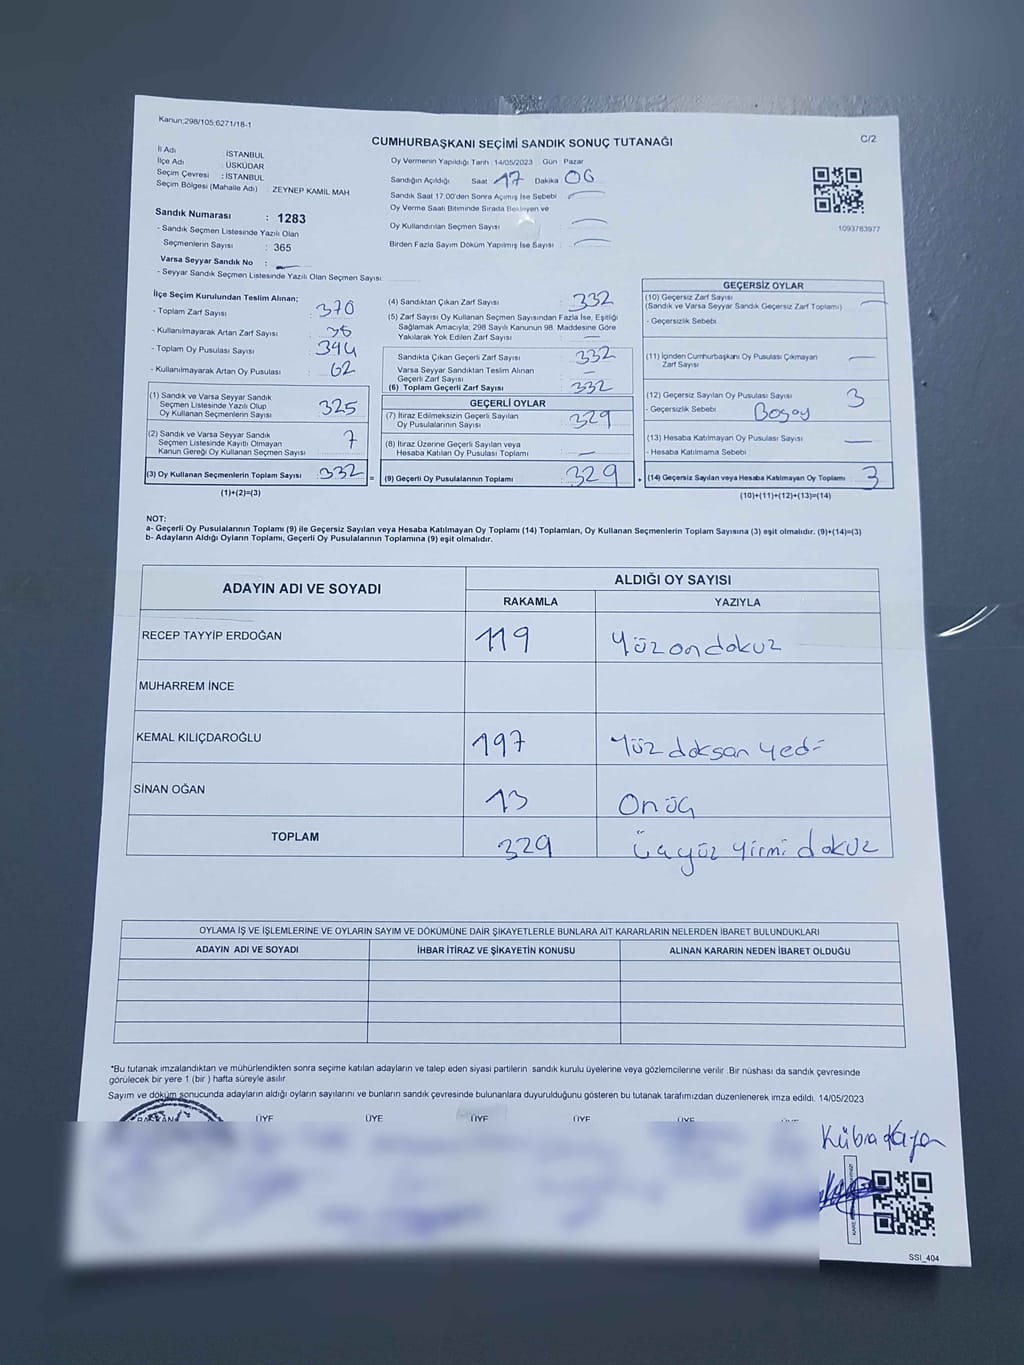 Kanun;298/105;6271/18-1
CUMHURBAŞKANI SEÇİMİ SANDIK SONUÇ TUTANAĞI
C/2
İl Adı : İSTANBUL
İlçe Adı : ÜSKÜDAR
Seçim Çevresi : İSTANBUL
Seçim Bölgesi (Mahalle Adı) : ZEYNEP KAMİL MAH.
Sandık Numarası : 1283
- Sandık Seçmen Listesinde Yazılı Olan
Seçmenlerin Sayısı : 365
Varsa Seyyar Sandık No :
- Seyyar Sandık Seçmen Listesinde Yazılı Olan Seçmen Sayısı:
Oy Vermenin Yapıldığı Tarih : 14/05/2023 Gün : Pazar
Sandığın Açıldığı Saat 17 Dakika 06
Sandık Saat 17:00'den Sonra Açılmış İse Sebebi
Oy Verme Saati Bitiminde Sırada Bekleyen ve
Oy Kullandırılan Seçmen Sayısı
Birden Fazla Sayım Döküm Yapılmış İse Sayısı
1093783977
İlçe Seçim Kurulundan Teslim Alınan;
- Toplam Zarf Sayısı 370
- Kullanılmayarak Artan Zarf Sayısı
- Toplam Oy Pusulası Sayısı 394
- Kullanılmayarak Artan Oy Pusulası 62
(1) Sandık ve Varsa Seyyar Sandık
Seçmen Listesinde Yazılı Olup
Oy Kullanan Seçmenlerin Sayısı 325
(2) Sandık ve Varsa Seyyar Sandık
Seçmen Listesinde Kayıtlı Olmayan
Kanun Gereği Oy Kullanan Seçmen Sayısı 7
(3) Oy Kullanan Seçmenlerin Toplam Sayısı 332 =
(1)+(2)=(3)
(4) Sandıktan Çıkan Zarf Sayısı 332
(5) Zarf Sayısı Oy Kullanan Seçmen Sayısından Fazla İse, Eşitliği
Sağlamak Amacıyla, 298 Sayılı Kanunun 98. Maddesine Göre
Yakılarak Yok Edilen Zarf Sayısı —
Sandıkta Çıkan Geçerli Zarf Sayısı 332
Varsa Seyyar Sandıktan Teslim Alınan
Geçerli Zarf Sayısı —
(6) Toplam Geçerli Zarf Sayısı 332
GEÇERLİ OYLAR
(7) İtiraz Edilmeksizin Geçerli Sayılan
Oy Pusulalarının Sayısı 329
(8) İtiraz Üzerine Geçerli Sayılan veya
Hesaba Katılan Oy Pusulası Toplamı —
(9) Geçerli Oy Pusulalarının Toplamı 329 +
GEÇERSİZ OYLAR
(10) Geçersiz Zarf Sayısı
(Sandık ve Varsa Seyyar Sandık Geçersiz Zarf Toplamı) —
- Geçersizlik Sebebi
(11) İçinden Cumhurbaşkanı Oy Pusulası Çıkmayan
Zarf Sayısı —
(12) Geçersiz Sayılan Oy Pusulası Sayısı 3
- Geçersizlik Sebebi
(13) Hesaba Katılmayan Oy Pusulası Sayısı —
- Hesaba Katılmama Sebebi
(14) Geçersiz Sayılan veya Hesaba Katılmayan Oy Toplamı 3
(10)+(11)+(12)+(13)=(14)
NOT:
a- Geçerli Oy Pusulalarının Toplamı (9) ile Geçersiz Sayılan veya Hesaba Katılmayan Oy Toplamı (14) Toplamları, Oy Kullanan Seçmenlerin Toplam Sayısına (3) eşit olmalıdır. (9)+(14)=(3)
b- Adayların Aldığı Oyların Toplamı, Geçerli Oy Pusulalarının Toplamına (9) eşit olmalıdır.
ADAYIN ADI VE SOYADI
ALDIĞI OY SAYISI
RAKAMLA YAZIYLA
RECEP TAYYİP ERDOĞAN 119 Yüzondokuz
MUHARREM İNCE
KEMAL KILIÇDAROĞLU 197 Yüz doksan yedi
SİNAN OĞAN 13 Onüç
TOPLAM 329 üçyüz yirmi dokuz
OYLAMA İŞ VE İŞLEMLERİNE VE OYLARIN SAYIM VE DÖKÜMÜNE DAİR ŞİKAYETLERLE BUNLARA AİT KARARLARIN NELERDEN İBARET BULUNDUKLARI
ADAYIN ADI VE SOYADI İHBAR İTİRAZ VE ŞİKAYETİN KONUSU ALINAN KARARIN NEDEN İBARET OLDUĞU
*Bu tutanak imzalandıktan ve mühürlendikten sonra seçime katılan adayların ve talep eden siyasi partilerin sandık kurulu üyelerine veya gözlemcilerine verilir. Bir nüshası da sandık çevresinde
görülecek bir yere 1 (bir) hafta süreyle asılır.
Sayım ve döküm sonucunda adayların aldığı oyların sayılarını ve bunların sandık çevresinde bulunanlara duyurulduğunu gösteren bu tutanak tarafımızdan düzenlenerek imza edildi. 14/05/2023
BAŞKAN ÜYE ÜYE ÜYE ÜYE ÜYE
Kübra
SSI_404